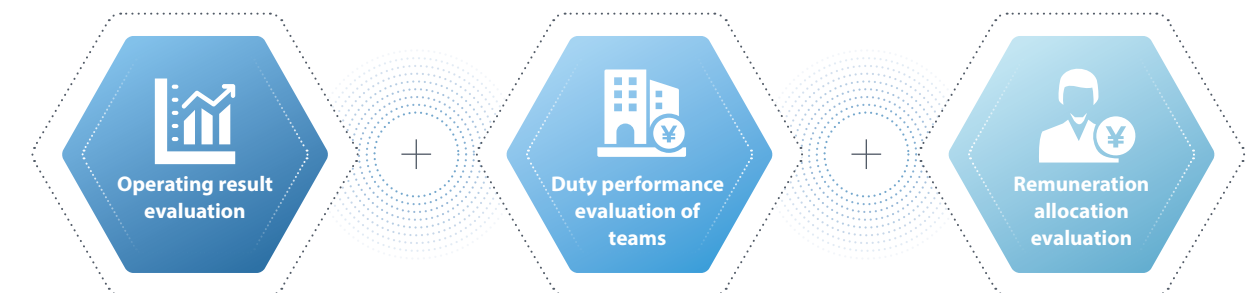 Operating result
evaluation
¥
Duty performance
evaluation of
teams
¥
Remuneration
allocation
evaluation